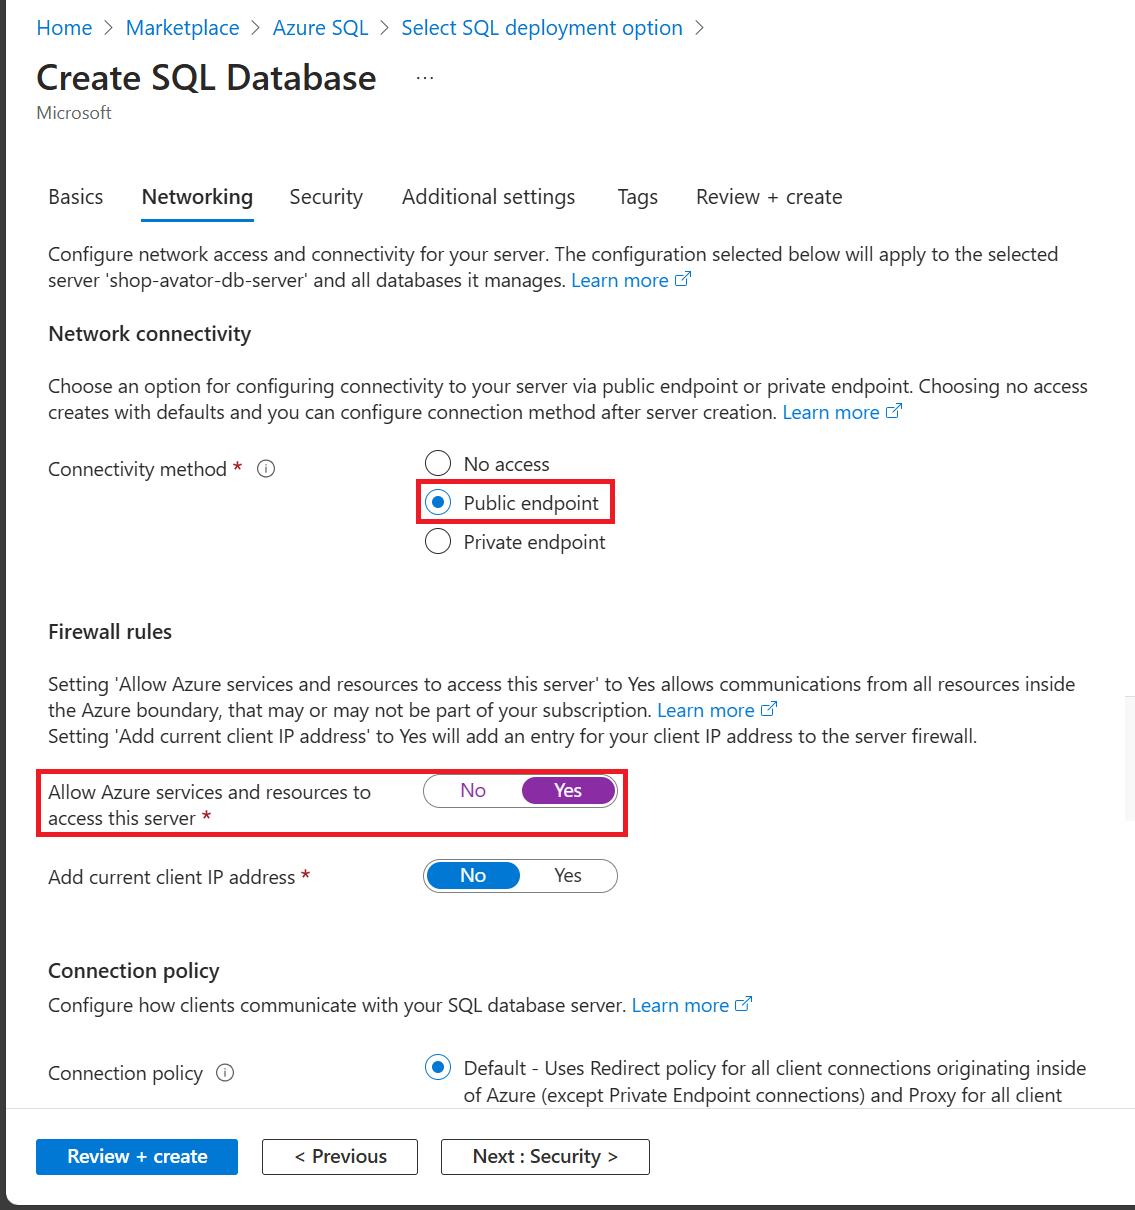 Home > Marketplace > Azure SQL > Select SQL deployment option >
Create SQL Database ...
Microsoft
Basics Networking Security Additional settings Tags Review + create
Configure network access and connectivity for your server. The configuration selected below will apply to the selected
server 'shop-avator-db-server' and all databases it manages. Learn more
Network connectivity
Choose an option for configuring connectivity to your server via public endpoint or private endpoint. Choosing no access
creates with defaults and you can configure connection method after server creation. Learn more
Connectivity method *
No access
Public endpoint
Private endpoint
Firewall rules
Setting 'Allow Azure services and resources to access this server' to Yes allows communications from all resources inside
the Azure boundary, that may or may not be part of your subscription. Learn more
Setting 'Add current client IP address' to Yes will add an entry for your client IP address to the server firewall.
Allow Azure services and resources to
access this server *
No Yes
Add current client IP address *
No Yes
Connection policy
Configure how clients communicate with your SQL database server. Learn more
Connection policy
Default - Uses Redirect policy for all client connections originating inside
of Azure (except Private Endpoint connections) and Proxy for all client
Review + create < Previous Next : Security >